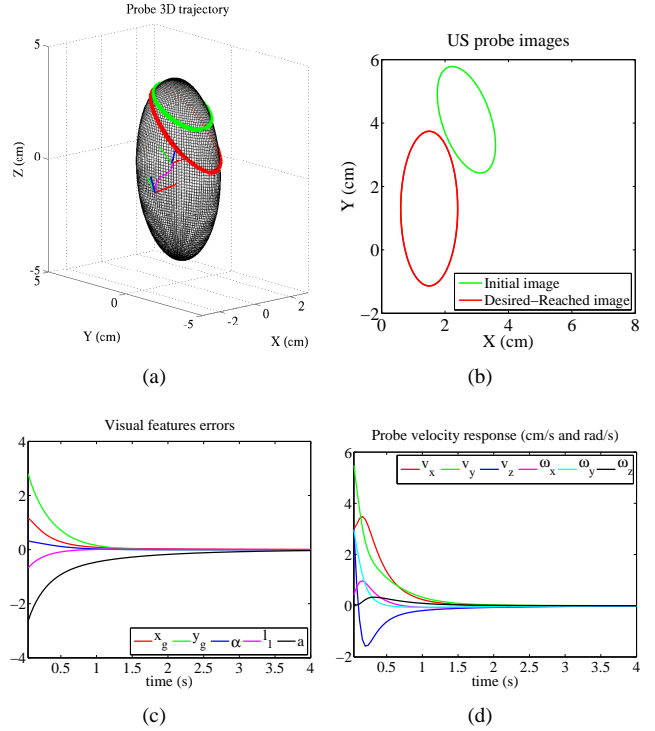 Probe 3D trajectory
5
0
−5
Z (cm)
5
0
−5
Y (cm)
−2
0
2
X (cm)
(a)
US probe images
6
4
2
0
−2
Y (cm)
0
2
4
6
8
X (cm)
Initial image
Desired−Reached image
(b)
Visual features errors
4
2
0
−2
−4
x_g y_g α l_l a
0.5 1 1.5 2 2.5 3 3.5 4
time (s)
(c)
Probe velocity response (cm/s and rad/s)
v_x v_y v_z ω_x ω_y ω_z
6
4
2
0
−2
0.5 1 1.5 2 2.5 3 3.5 4
time (s)
(d)